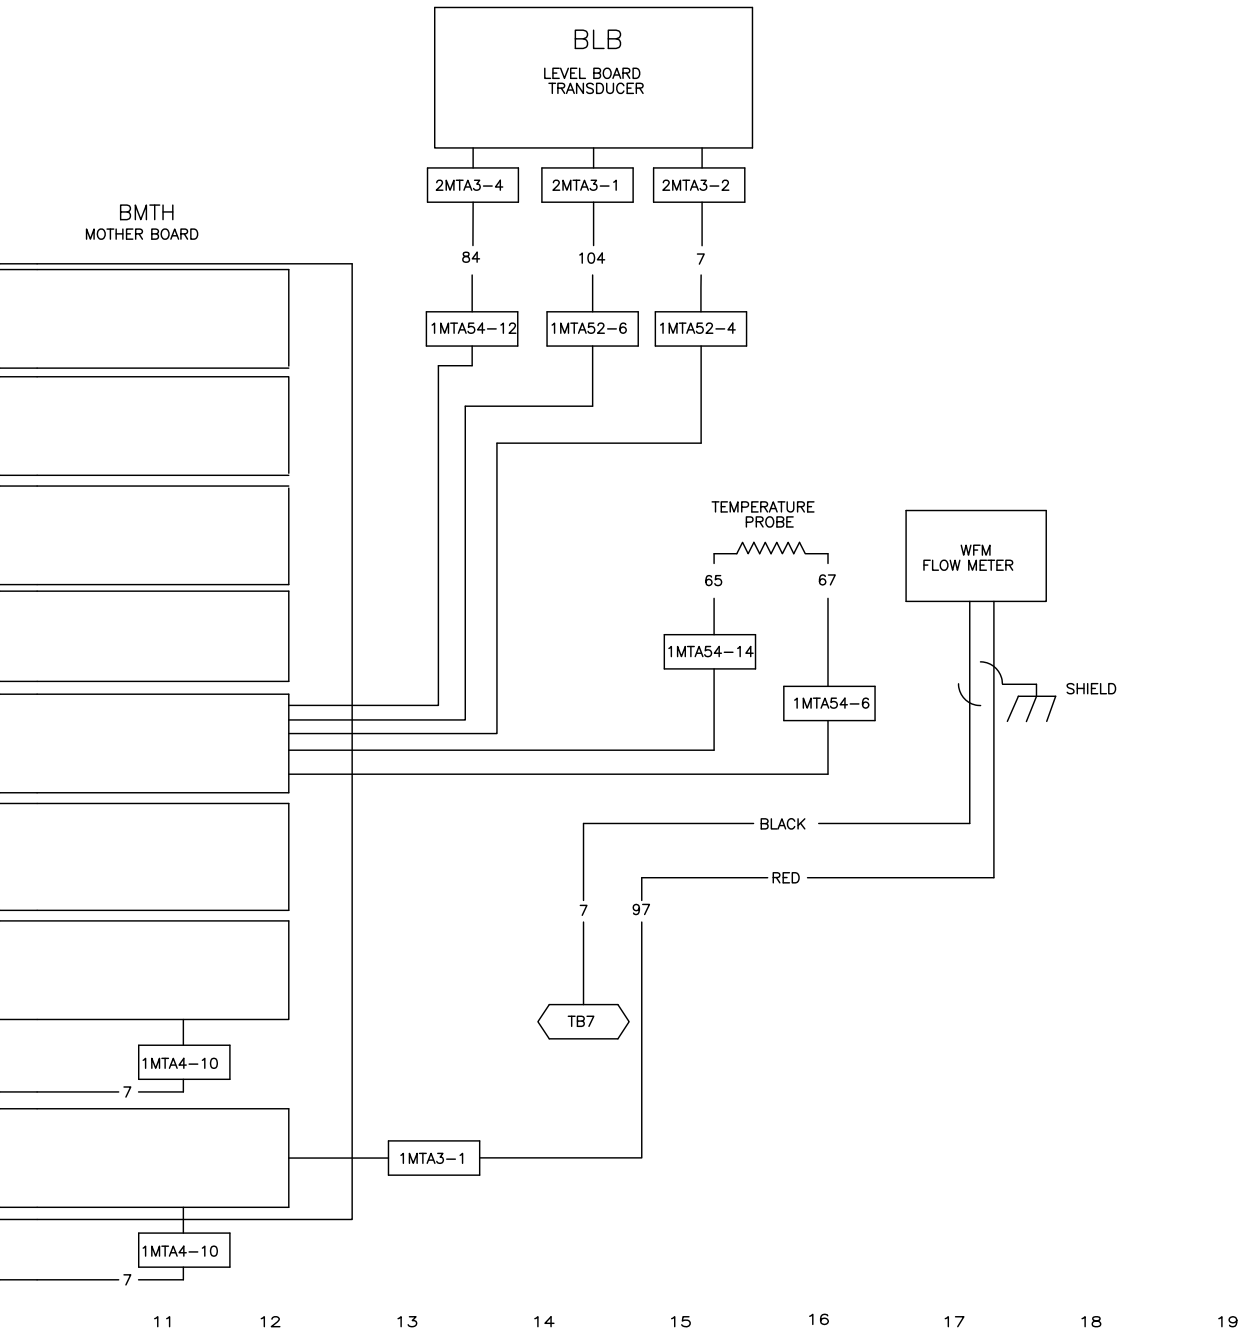 BLB
LEVEL BOARD
TRANSDUCER
2MTA3-4
2MTA3-1
2MTA3-2
BMTH
MOTHER BOARD
84
104
7
1MTA54-12
1MTA52-6
1MTA52-4
TEMPERATURE
PROBE
WFM
FLOW METER
65
67
1MTA54-14
1MTA54-6
SHIELD
BLACK
RED
7
97
TB7
1MTA4-10
7
1MTA3-1
1MTA4-10
7
11
12
13
14
15
16
17
18
19